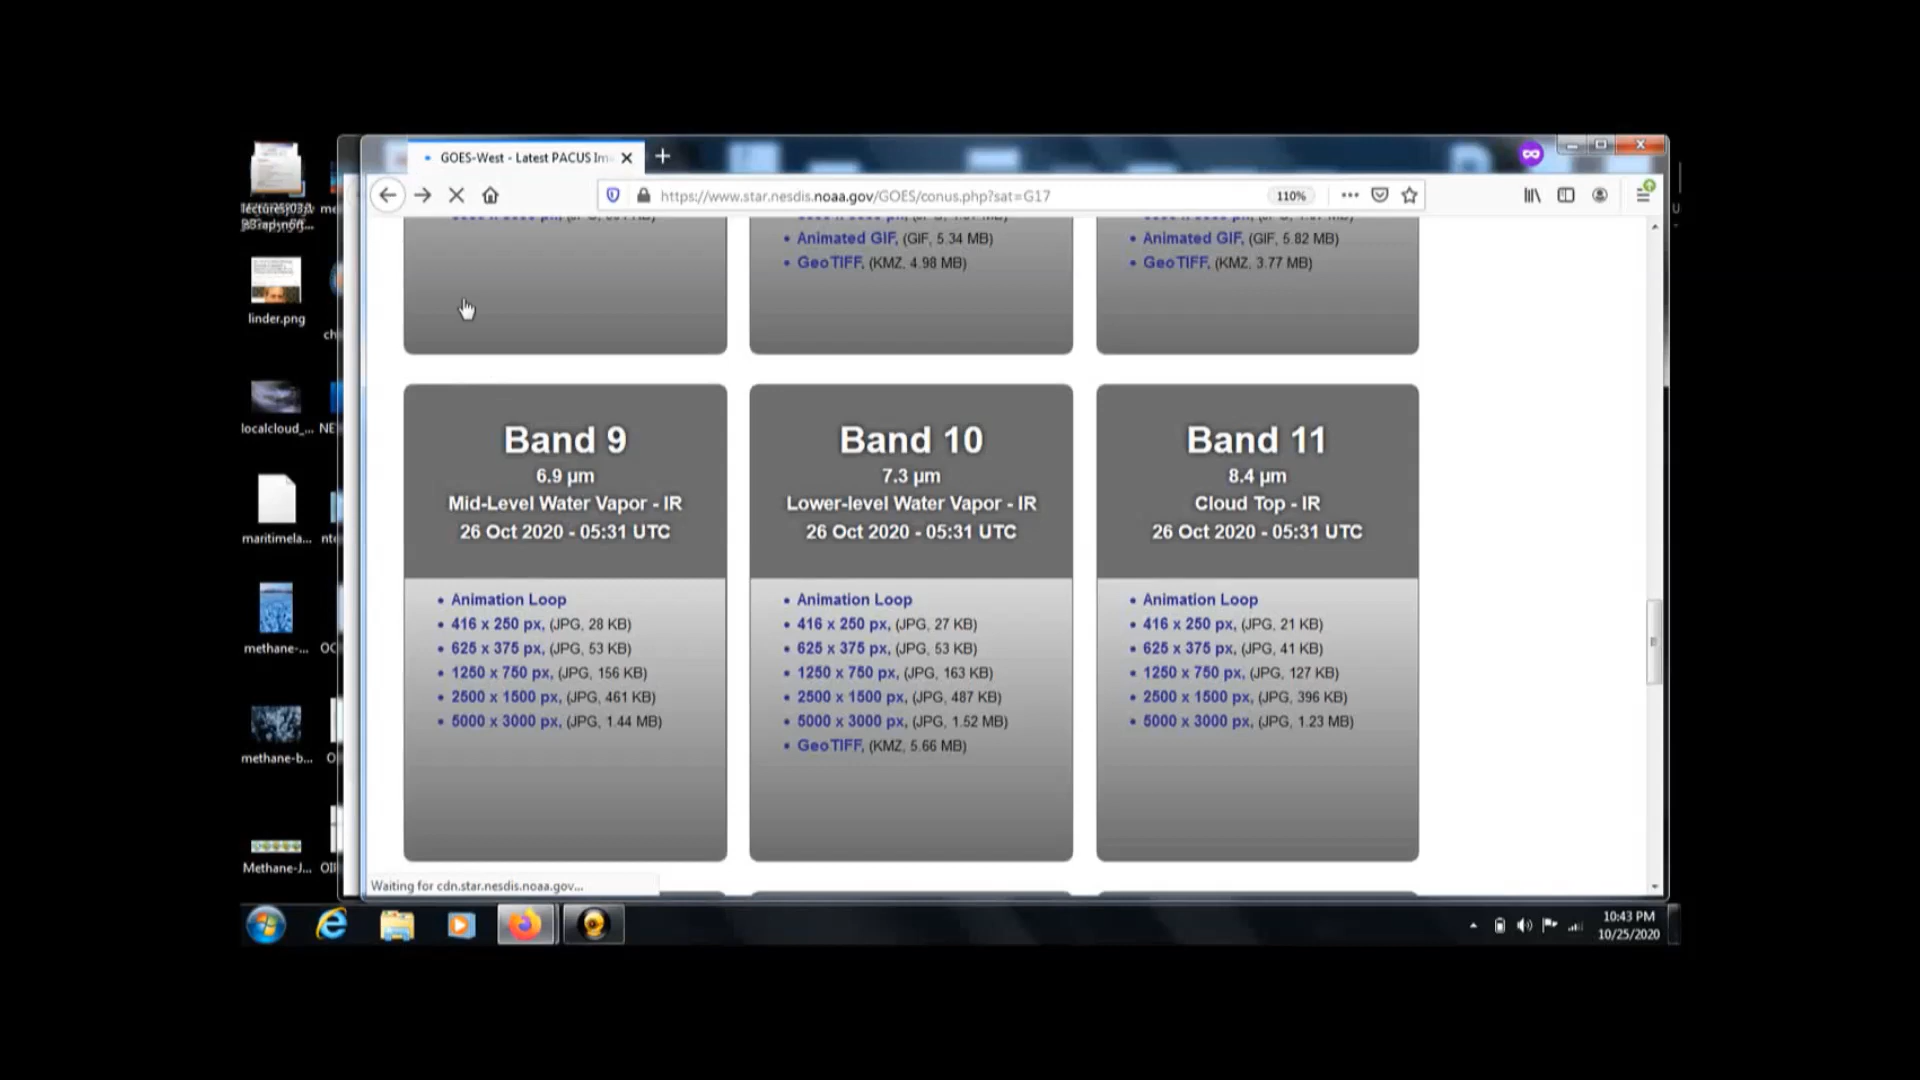 GOES-West - Latest PACUS Im
https://www.star.nesdis.noaa.gov/GOES/conus.php?sat=G17
110%
linder.png
localcloud_...
NE
maritimela...
nte
methane-...
OC
methane-b...
Methane-J...
Animated GIF, (GIF, 5.34 MB)
GeoTIFF, (KMZ, 4.98 MB)
Animated GIF, (GIF, 5.82 MB)
GeoTIFF, (KMZ, 3.77 MB)
Band 9
6.9 µm
Mid-Level Water Vapor - IR
26 Oct 2020 - 05:31 UTC
Animation Loop
416 x 250 px, (JPG, 28 KB)
625 x 375 px, (JPG, 53 KB)
1250 x 750 px, (JPG, 156 KB)
2500 x 1500 px, (JPG, 461 KB)
5000 x 3000 px, (JPG, 1.44 MB)
Band 10
7.3 µm
Lower-level Water Vapor - IR
26 Oct 2020 - 05:31 UTC
Animation Loop
416 x 250 px, (JPG, 27 KB)
625 x 375 px, (JPG, 53 KB)
1250 x 750 px, (JPG, 163 KB)
2500 x 1500 px, (JPG, 487 KB)
5000 x 3000 px, (JPG, 1.52 MB)
GeoTIFF, (KMZ, 5.66 MB)
Band 11
8.4 µm
Cloud Top - IR
26 Oct 2020 - 05:31 UTC
Animation Loop
416 x 250 px, (JPG, 21 KB)
625 x 375 px, (JPG, 41 KB)
1250 x 750 px, (JPG, 127 KB)
2500 x 1500 px, (JPG, 396 KB)
5000 x 3000 px, (JPG, 1.23 MB)
Waiting for cdn.star.nesdis.noaa.gov...
10:43 PM
10/25/2020